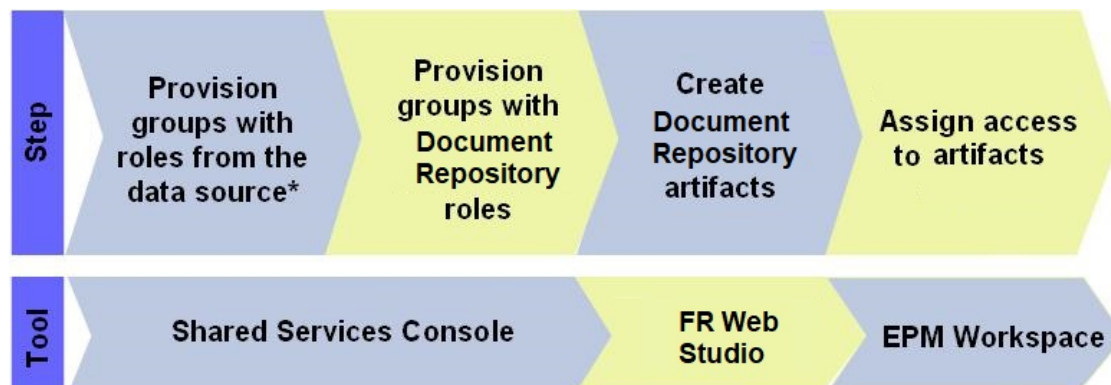 Step
Provision
groups with
roles from the
data source*
Provision
groups with
Document
Repository
roles
Create
Document
Repository
artifacts
Assign access
to artifacts
Tool
Shared Services Console
FR Web
Studio
EPM Workspace